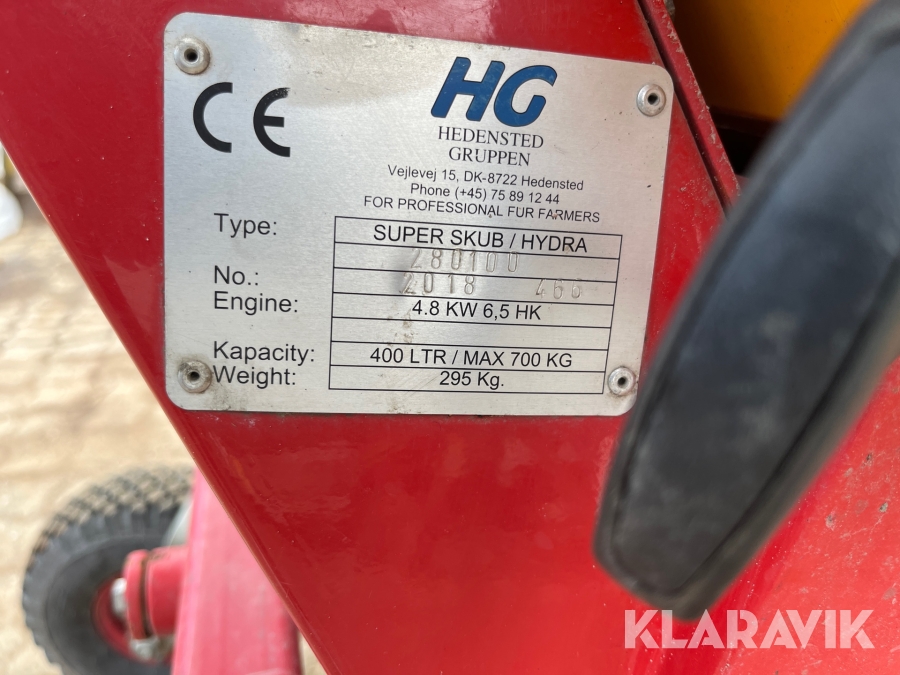 CE
HG
HEDENSTED
GRUPPEN
Vejlevej 15, DK-8722 Hedensted
Phone (+45) 75 89 12 44
FOR PROFESSIONAL FUR FARMERS
Type: SUPER SKUB / HYDRA
280100
No.: 2018 466
Engine: 4.8 KW 6,5 HK
Kapacity: 400 LTR / MAX 700 KG
Weight: 295 Kg.
KLARAVIK